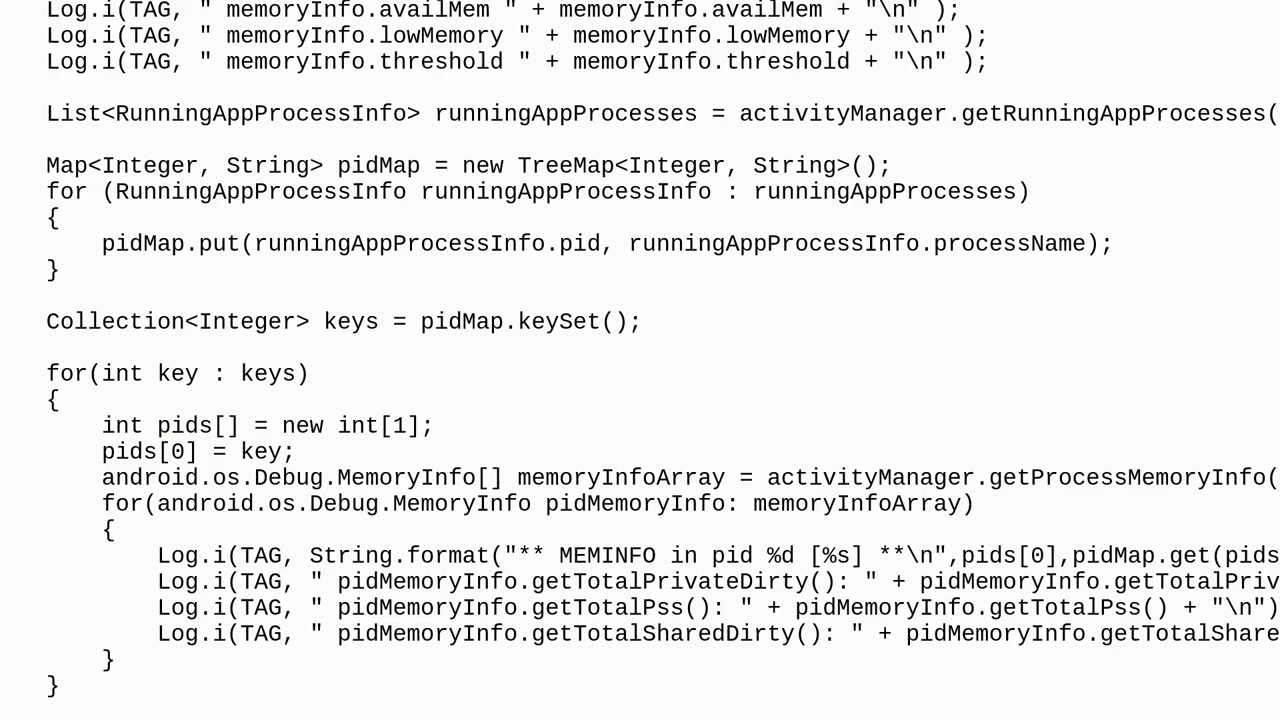 Log.i(TAG, " memoryInfo.availMem " + memoryInfo.availMem + "\n" );
Log.i(TAG, " memoryInfo.lowMemory " + memoryInfo.lowMemory + "\n" );
Log.i(TAG, " memoryInfo.threshold " + memoryInfo.threshold + "\n" );
List<RunningAppProcessInfo> runningAppProcesses = activityManager.getRunningAppProcesses(
Map<Integer, String> pidMap = new TreeMap<Integer, String>();
for (RunningAppProcessInfo runningAppProcessInfo : runningAppProcesses)
{
    pidMap.put(runningAppProcessInfo.pid, runningAppProcessInfo.processName);
}
Collection<Integer> keys = pidMap.keySet();
for(int key : keys)
{
    int pids[] = new int[1];
    pids[0] = key;
    android.os.Debug.MemoryInfo[] memoryInfoArray = activityManager.getProcessMemoryInfo(
    for(android.os.Debug.MemoryInfo pidMemoryInfo: memoryInfoArray)
    {
        Log.i(TAG, String.format("** MEMINFO in pid %d [%s] **\n",pids[0],pidMap.get(pids
        Log.i(TAG, " pidMemoryInfo.getTotalPrivateDirty(): " + pidMemoryInfo.getTotalPriv
        Log.i(TAG, " pidMemoryInfo.getTotalPss(): " + pidMemoryInfo.getTotalPss() + "\n")
        Log.i(TAG, " pidMemoryInfo.getTotalSharedDirty(): " + pidMemoryInfo.getTotalShare
    }
}